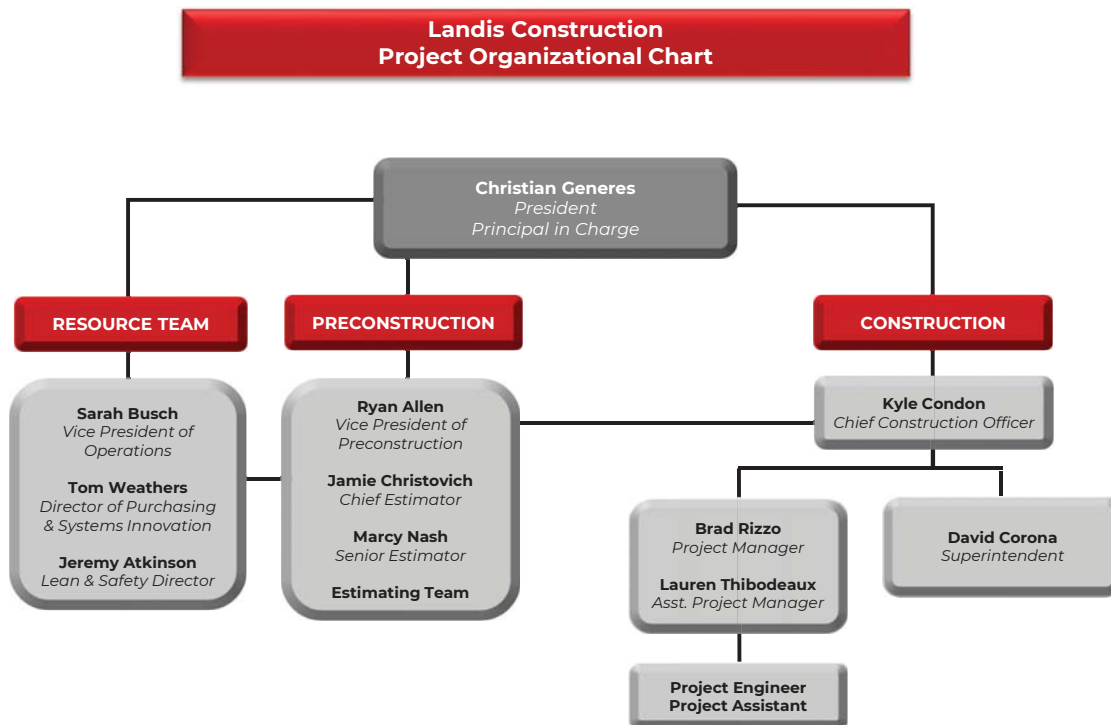 Landis Construction
Project Organizational Chart
Christian Generes
President
Principal in Charge
RESOURCE TEAM
PRECONSTRUCTION
CONSTRUCTION
Sarah Busch
Vice President of
Operations
Tom Weathers
Director of Purchasing
& Systems Innovation
Jeremy Atkinson
Lean & Safety Director
Ryan Allen
Vice President of
Preconstruction
Jamie Christovich
Chief Estimator
Marcy Nash
Senior Estimator
Estimating Team
Kyle Condon
Chief Construction Officer
Brad Rizzo
Project Manager
Lauren Thibodeaux
Asst. Project Manager
David Corona
Superintendent
Project Engineer
Project Assistant